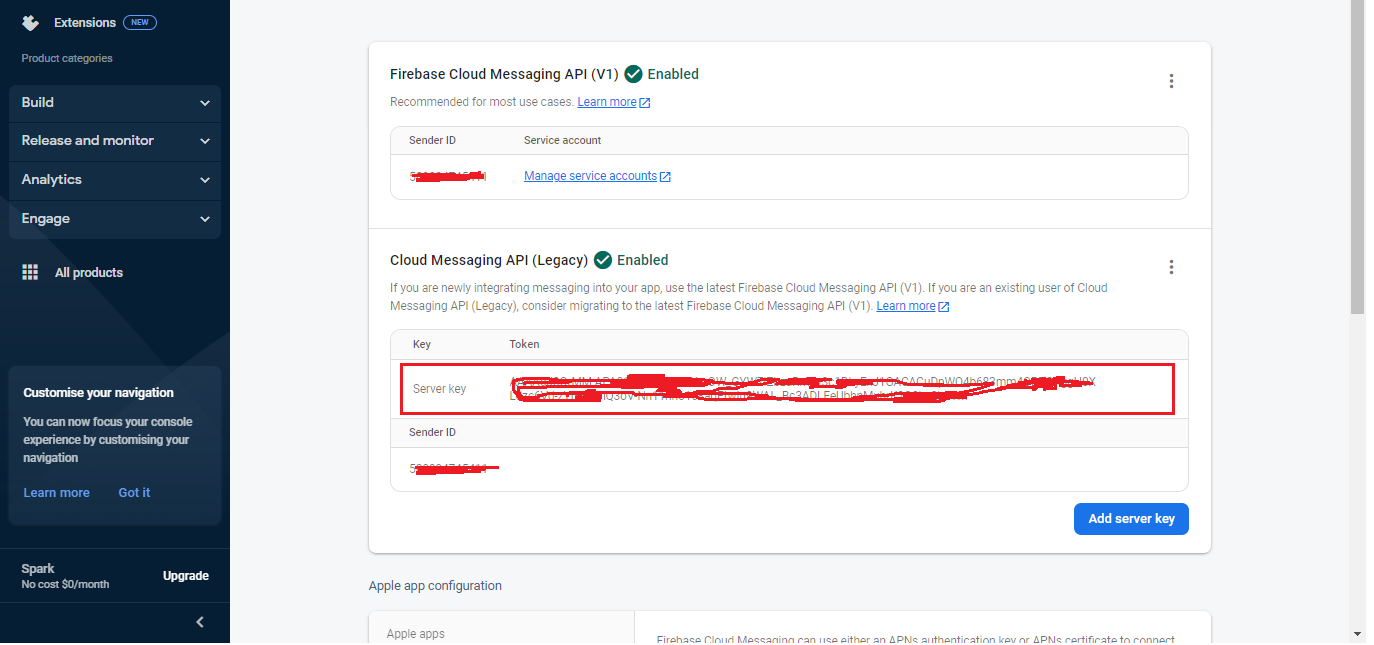 Extensions NEW
Product categories
Build
Release and monitor
Analytics
Engage
All products
Customise your navigation
You can now focus your console
experience by customising your
navigation
Learn more Got it
Spark
No cost $0/month
Upgrade
Firebase Cloud Messaging API (V1) Enabled
Recommended for most use cases. Learn more
Sender ID Service account
Manage service accounts
Cloud Messaging API (Legacy) Enabled
If you are newly integrating messaging into your app, use the latest Firebase Cloud Messaging API (V1). If you are an existing user of Cloud
Messaging API (Legacy), consider migrating to the latest Firebase Cloud Messaging API (V1). Learn more
Key Token
Server key
Sender ID
Add server key
Apple app configuration
Apple apps
Firebase Cloud Messaging can use either an APNs authentication key or APNs certificate to connect